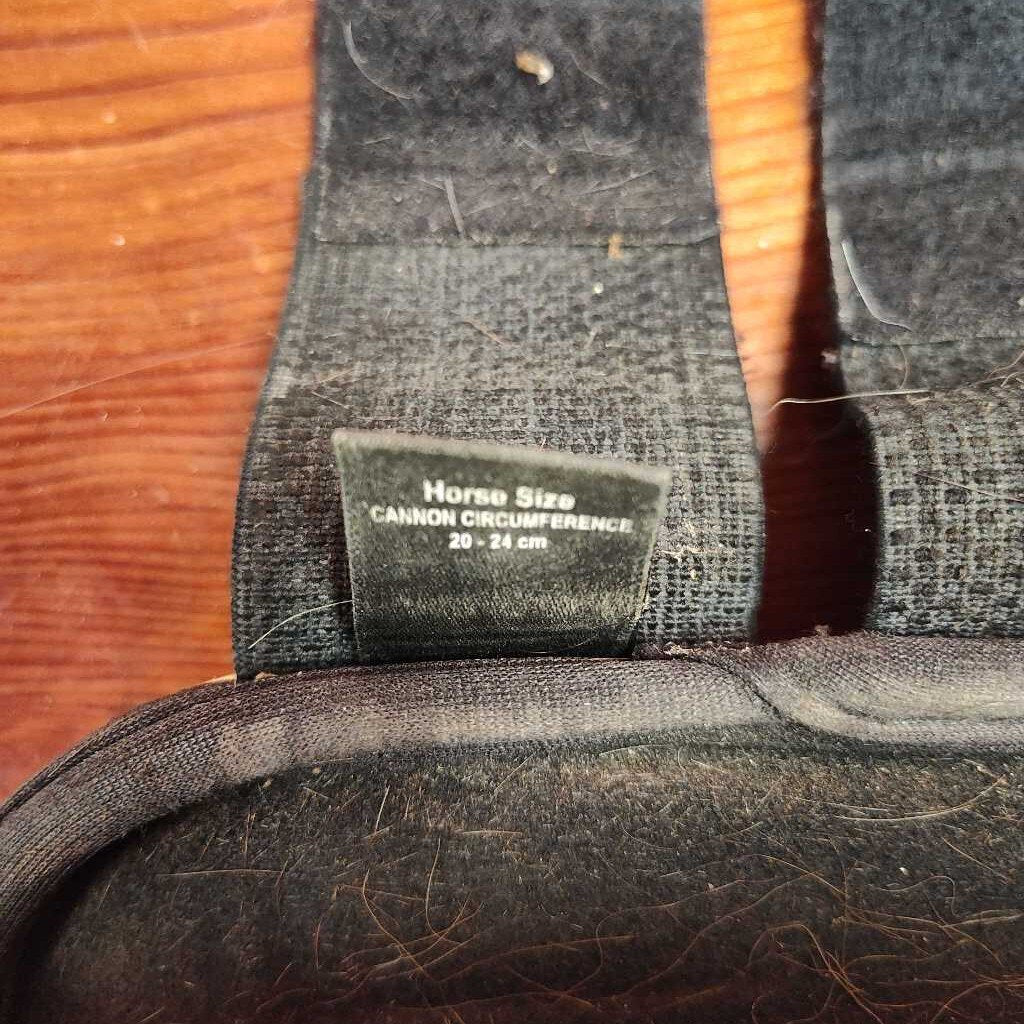 Horse Size
CANNON CIRCUMFERENCE
20 - 24 cm